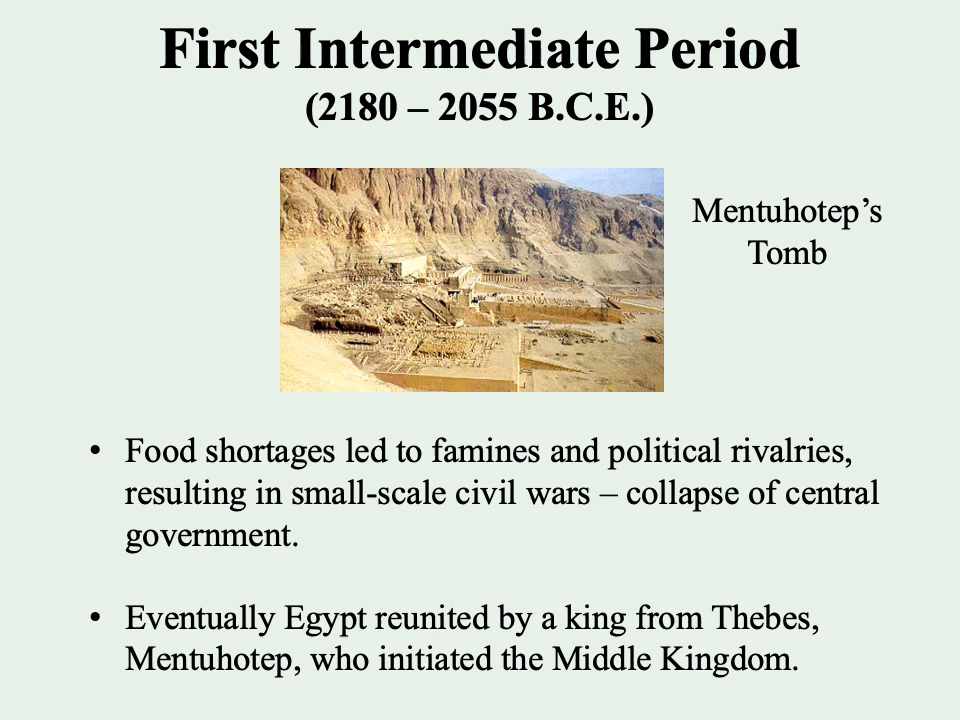 First Intermediate Period
(2180 – 2055 B.C.E.)
Mentuhotep’s
Tomb
• Food shortages led to famines and political rivalries,
resulting in small-scale civil wars – collapse of central
government.
• Eventually Egypt reunited by a king from Thebes,
Mentuhotep, who initiated the Middle Kingdom.